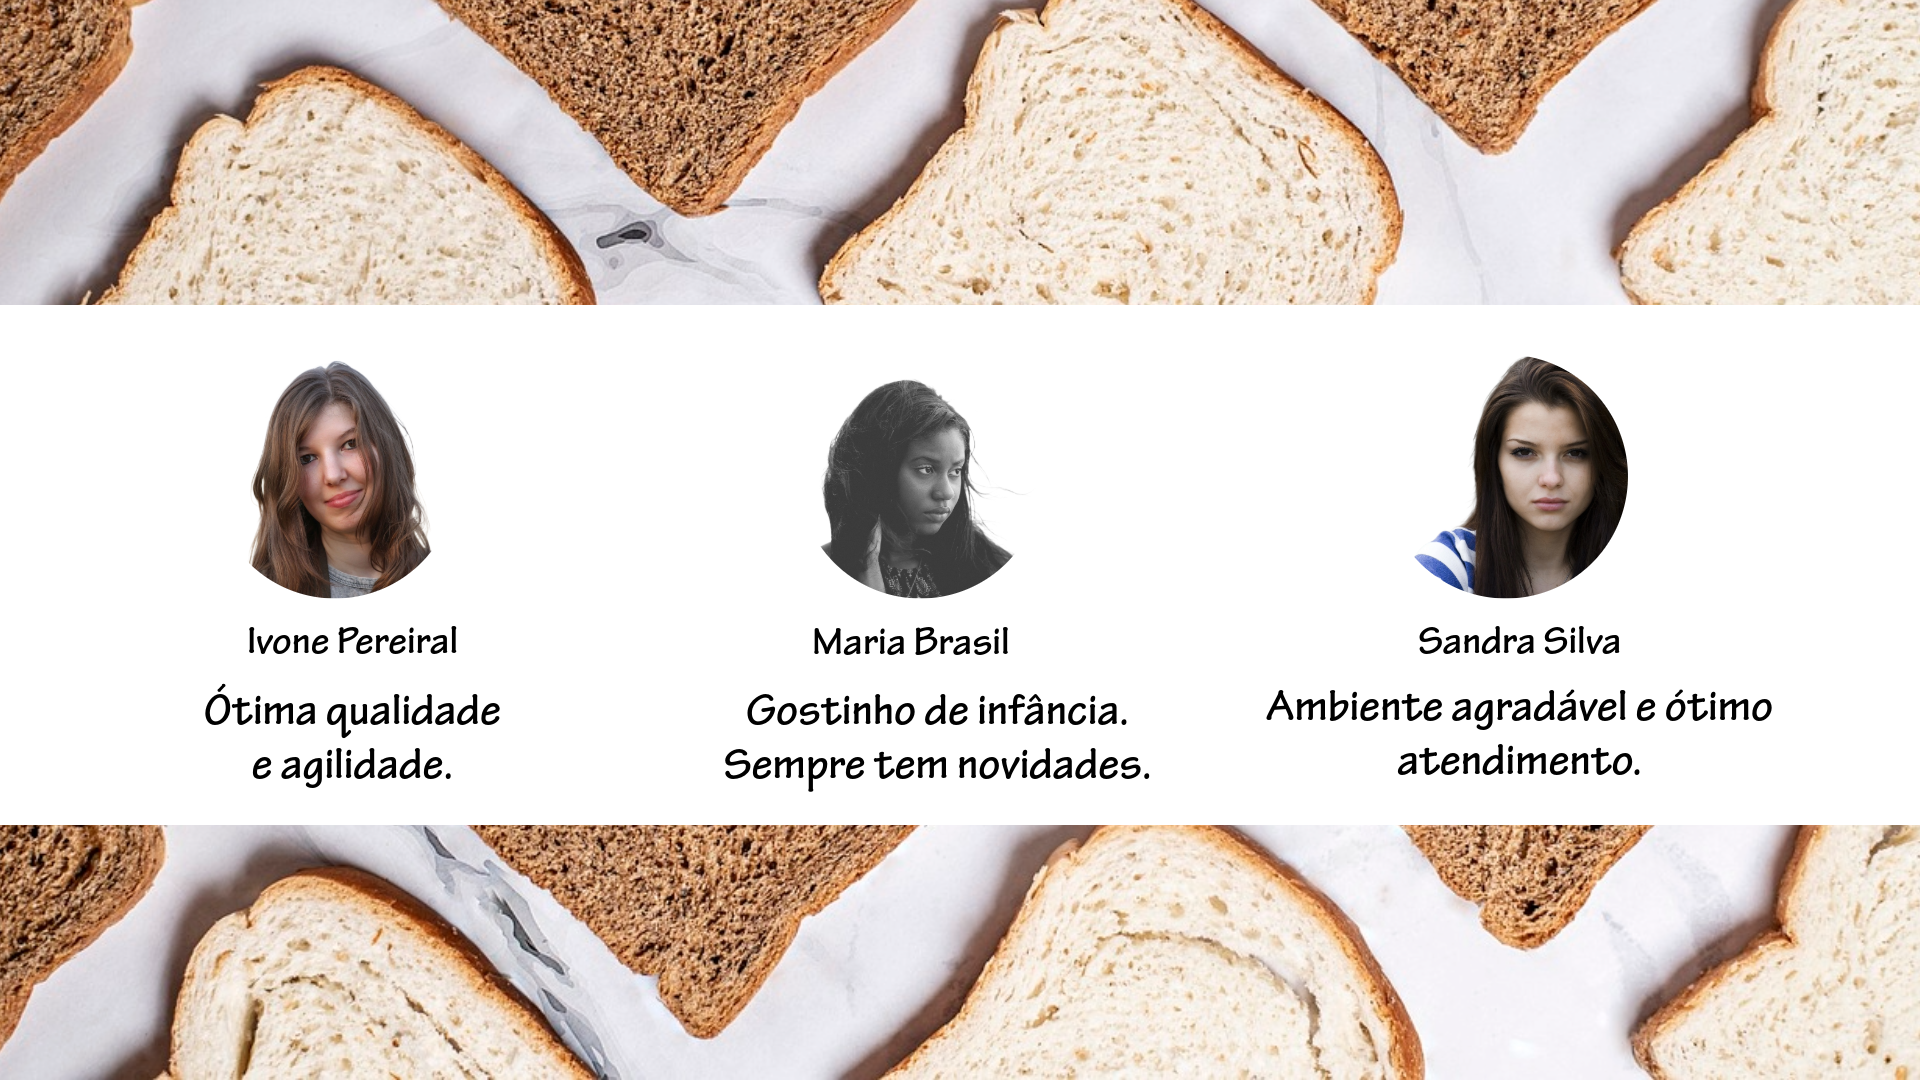 Ivone Pereiral
Ótima qualidade
e agilidade.
Maria Brasil
Gostinho de infância.
Sempre tem novidades.
Sandra Silva
Ambiente agradável e ótimo
atendimento.